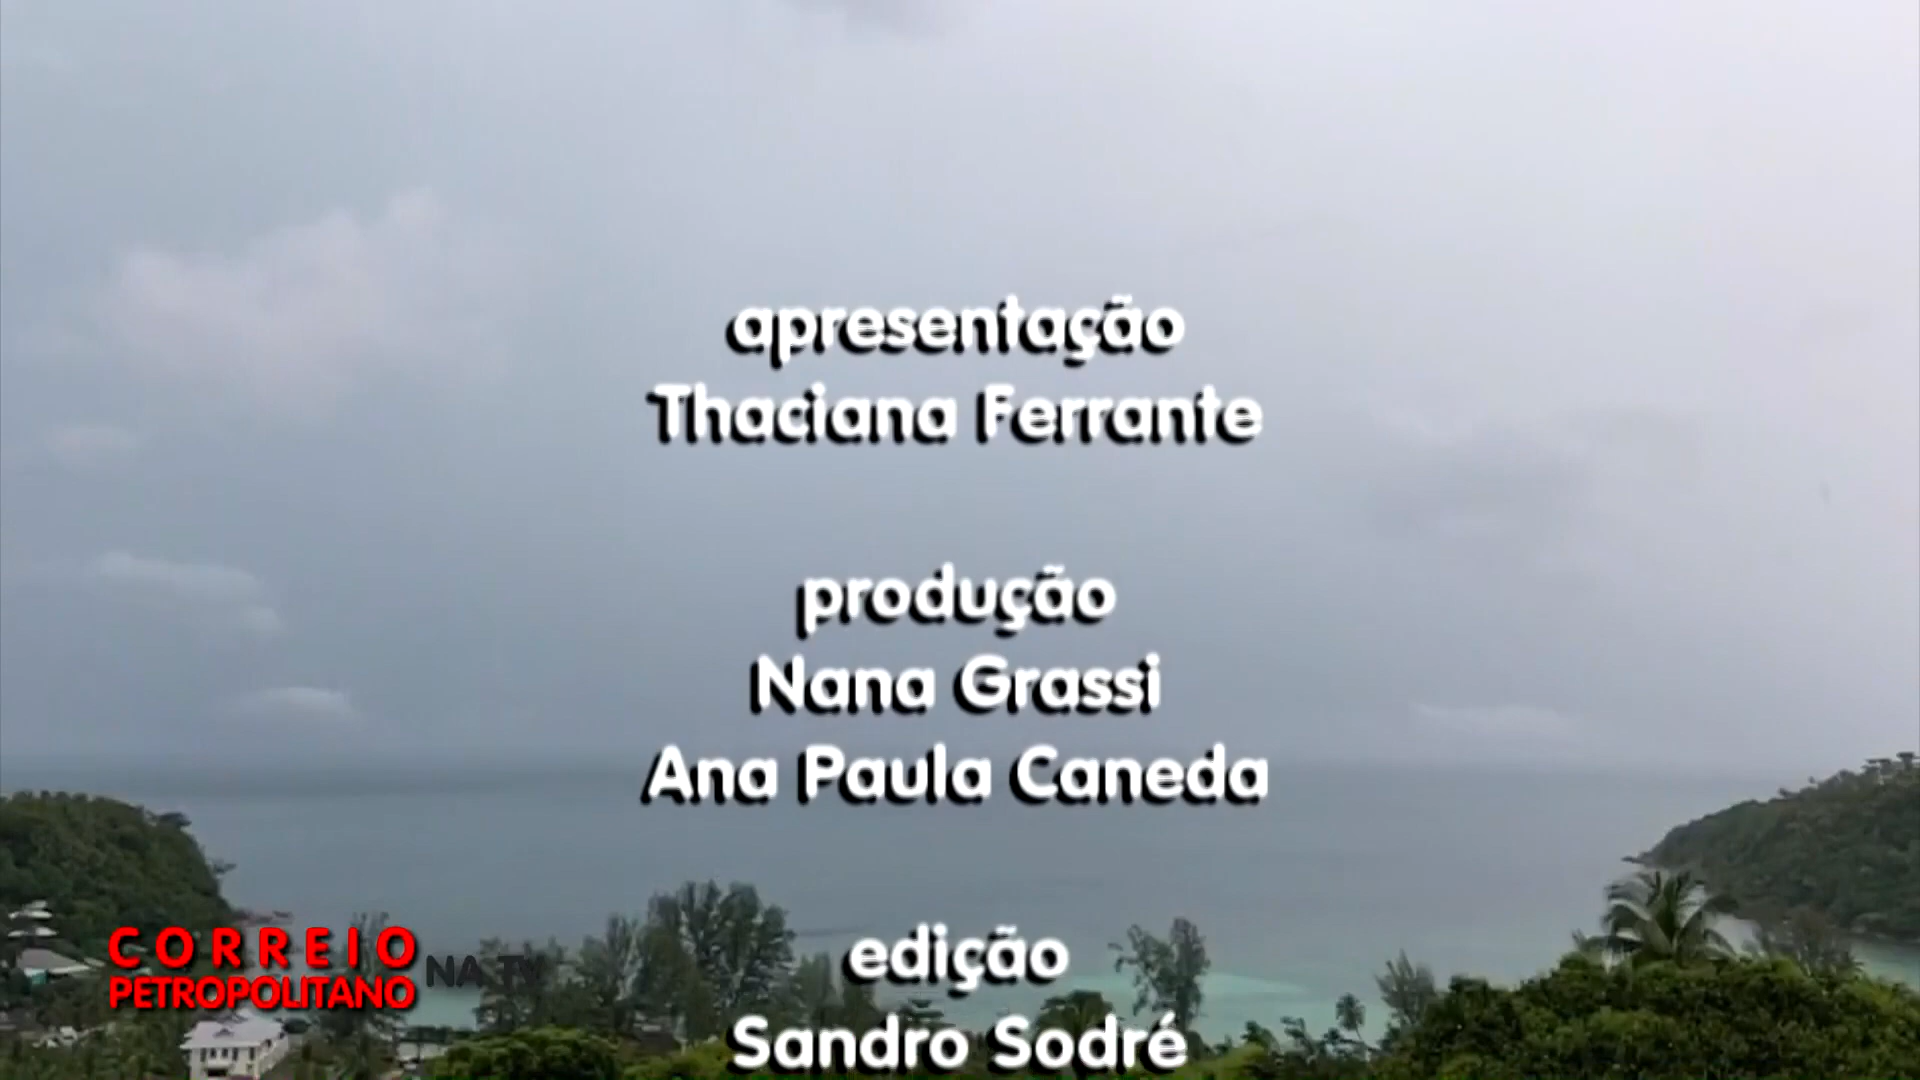 apresentação
Thaciana Ferrante
produção
Nana Grassi
Ana Paula Caneda
edição
Sandro Sodré
CORREIO
PETROPOLITANO
NA TV